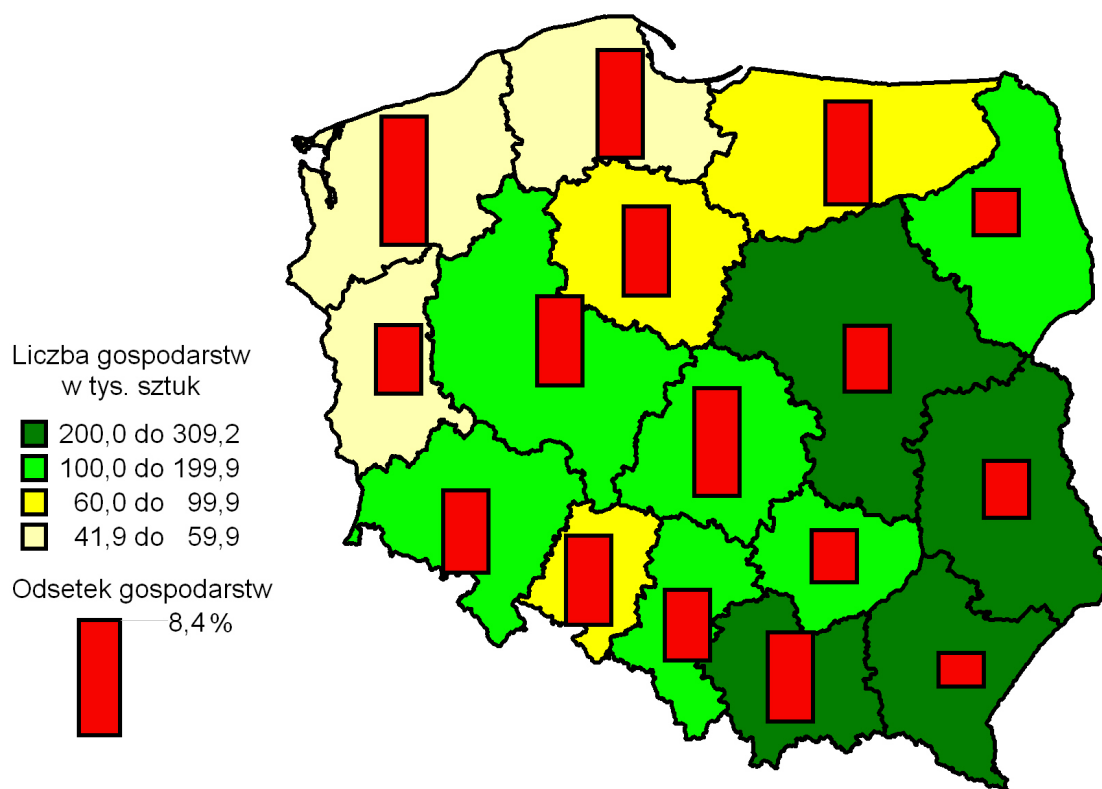 Liczba gospodarstw
w tys. sztuk
200,0 do 309,2
100,0 do 199,9
60,0 do 99,9
41,9 do 59,9
Odsetek gospodarstw
8,4%